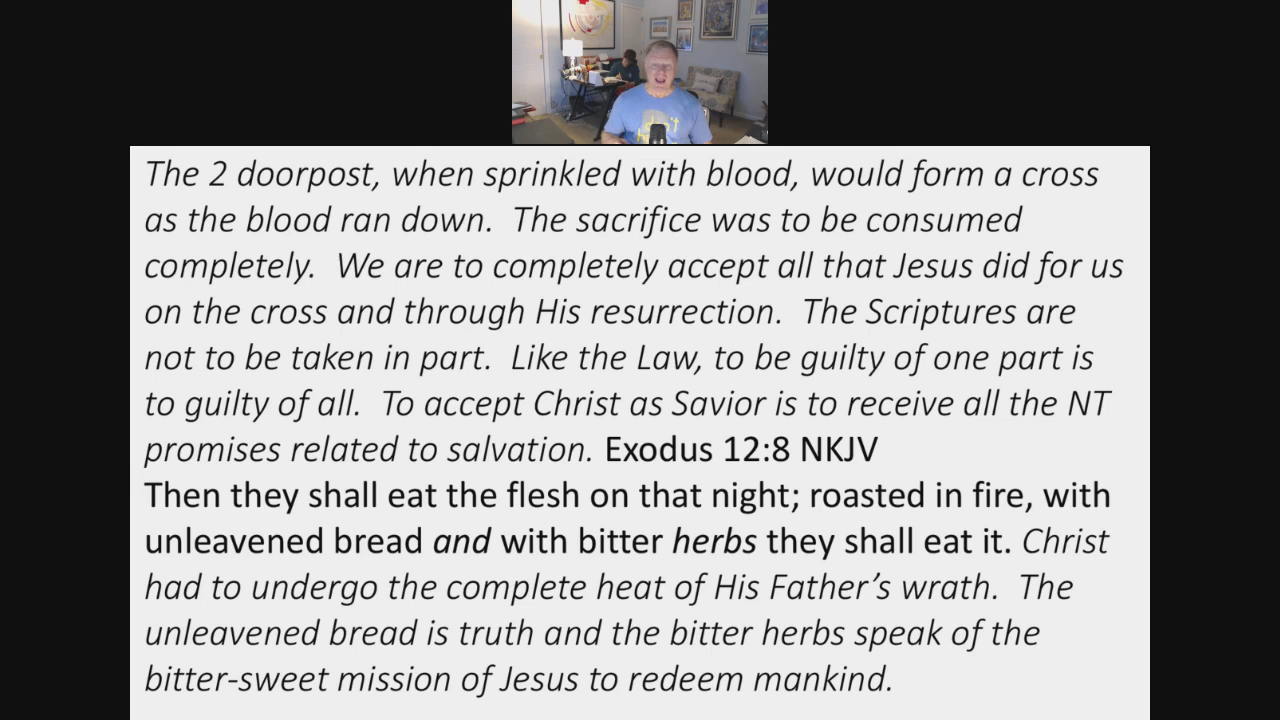 The 2 doorpost, when sprinkled with blood, would form a cross
as the blood ran down.  The sacrifice was to be consumed
completely.  We are to completely accept all that Jesus did for us
on the cross and through His resurrection.  The Scriptures are
not to be taken in part.  Like the Law, to be guilty of one part is
to guilty of all.  To accept Christ as Savior is to receive all the NT
promises related to salvation. Exodus 12:8 NKJV
Then they shall eat the flesh on that night; roasted in fire, with
unleavened bread and with bitter herbs they shall eat it. Christ
had to undergo the complete heat of His Father’s wrath.  The
unleavened bread is truth and the bitter herbs speak of the
bitter-sweet mission of Jesus to redeem mankind.